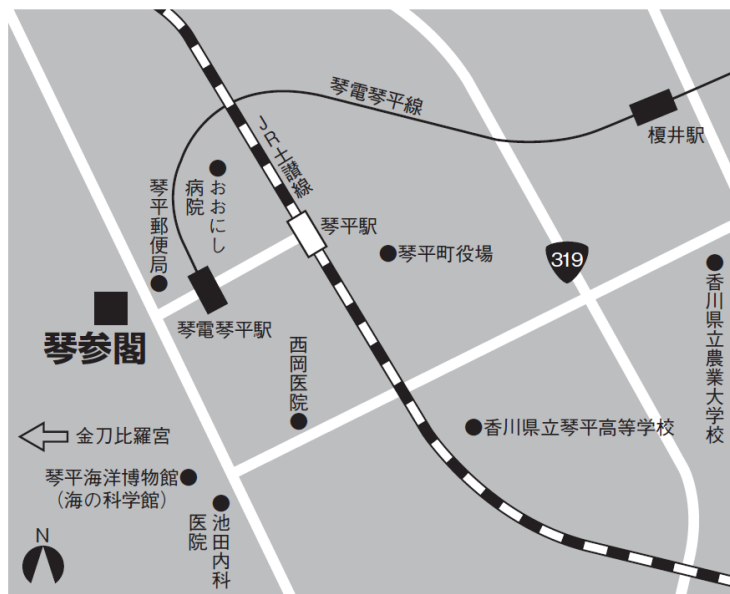 琴電琴平線
榎井駅
JR土讃線
おおにし
病院
琴平郵便局
琴平駅
琴平町役場
319
香川県立農業大学校
琴電琴平駅
琴参閣
西岡医院
金刀比羅宮
香川県立琴平高等学校
琴平海洋博物館
(海の科学館)
池田内科
医院
N